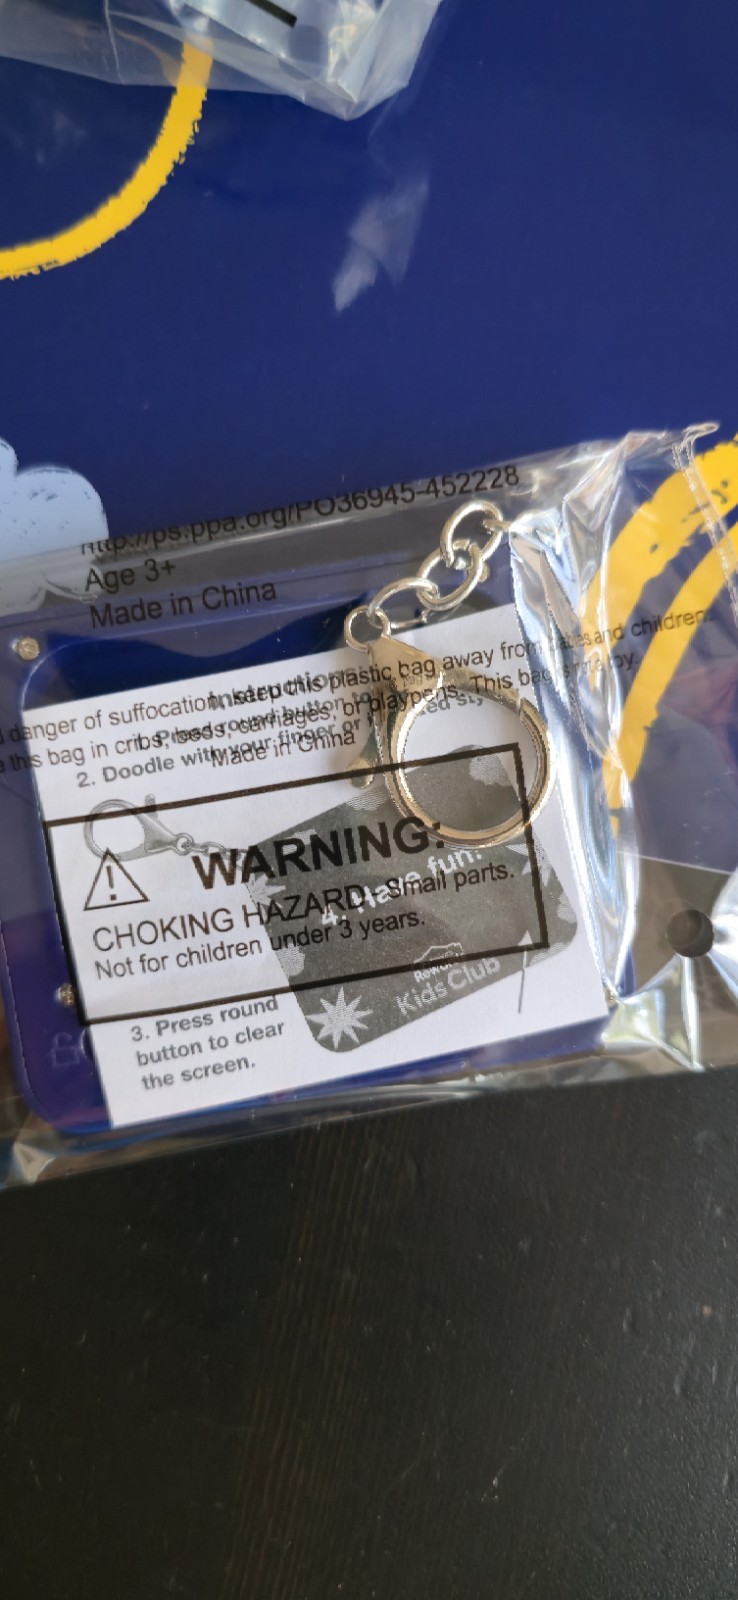 http://ps.ppa.org/PO36945-452228
Age 3+
Made in China
danger of suffocation, keep this plastic bag away from babies and children.
this bag in cribs, beds, carriages, or playpens. This bag is not a toy.
Made in China
Instructions:
round button to
2. Doodle with your finger or
WARNING:
CHOKING HAZARD: Small parts.
Not for children under 3 years.
4. Have fun!
Kids Club
3. Press round
button to clear
the screen.